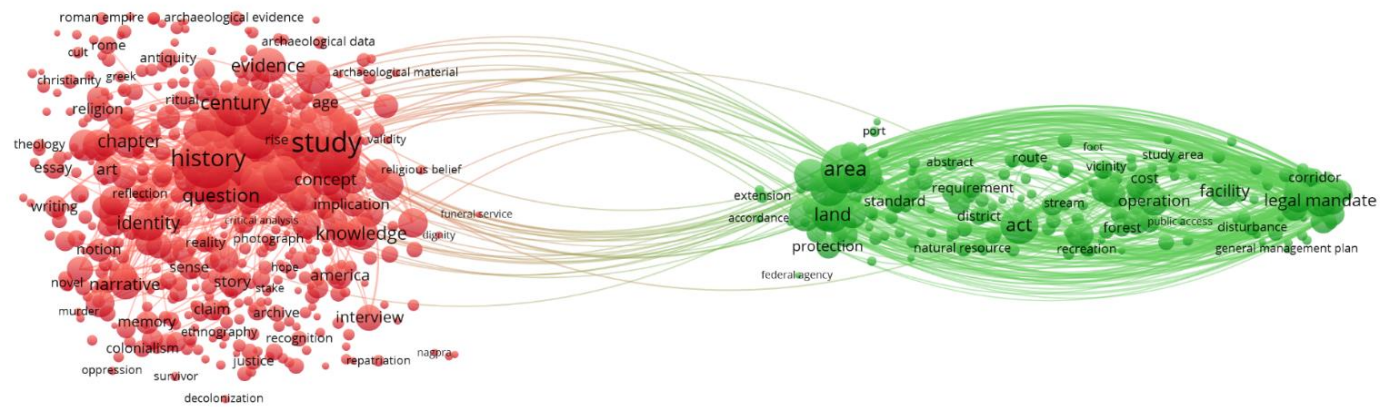 roman empire
archaeological evidence
cult
rome
archaeological data
antiquity
evidence
archaeological material
christianity
greek
ritual
century
age
religion
theology
chapter
rise
study
validity
history
essay
art
concept
religious belief
reflection
question
implication
writing
identity
critical analysis
knowledge
funeral service
dignity
notion
reality
photograph
sense
hope
america
novel
narrative
story
stake
murder
memory
claim
archive
interview
ethnography
recognition
colonialism
justice
repatriation
nagpra
oppression
survivor
decolonization
port
area
abstract
route
foot
vicinity
study area
extension
standard
requirement
cost
corridor
accordance
land
district
stream
operation
facility
legal mandate
protection
act
forest
public access
disturbance
natural resource
recreation
general management plan
federal agency